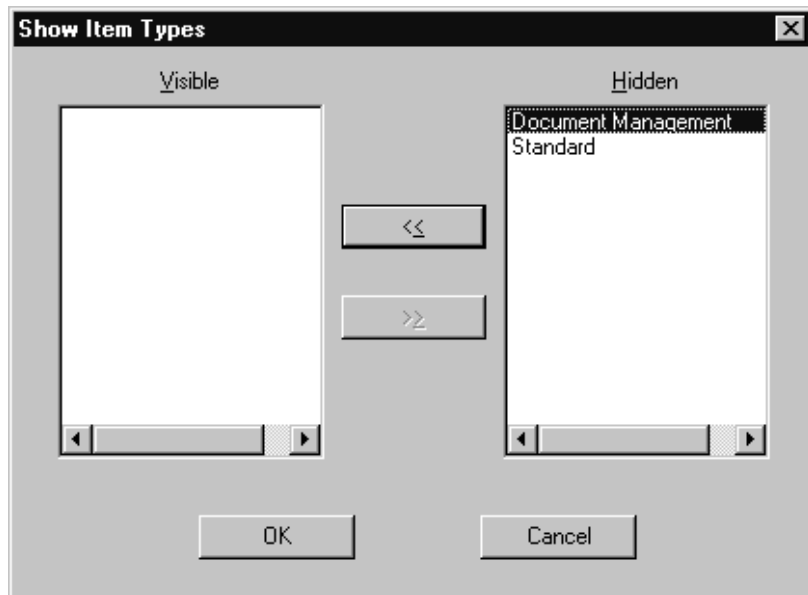 Show Item Types
Visible
Hidden
Document Management
Standard
<<
>>
OK
Cancel